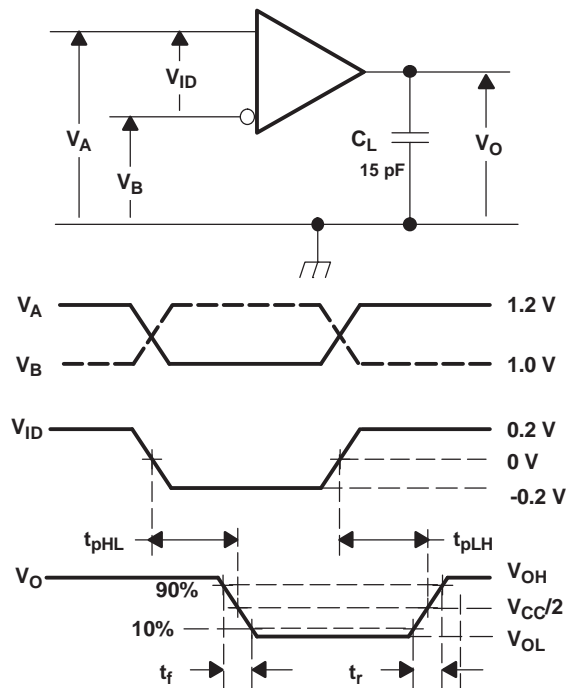 V_A
V_ID
V_B
C_L
15 pF
V_O
V_A
1.2 V
V_B
1.0 V
V_ID
0.2 V
0 V
-0.2 V
t_pHL
t_pLH
V_O
V_OH
90%
V_CC/2
10%
V_OL
t_f
t_r